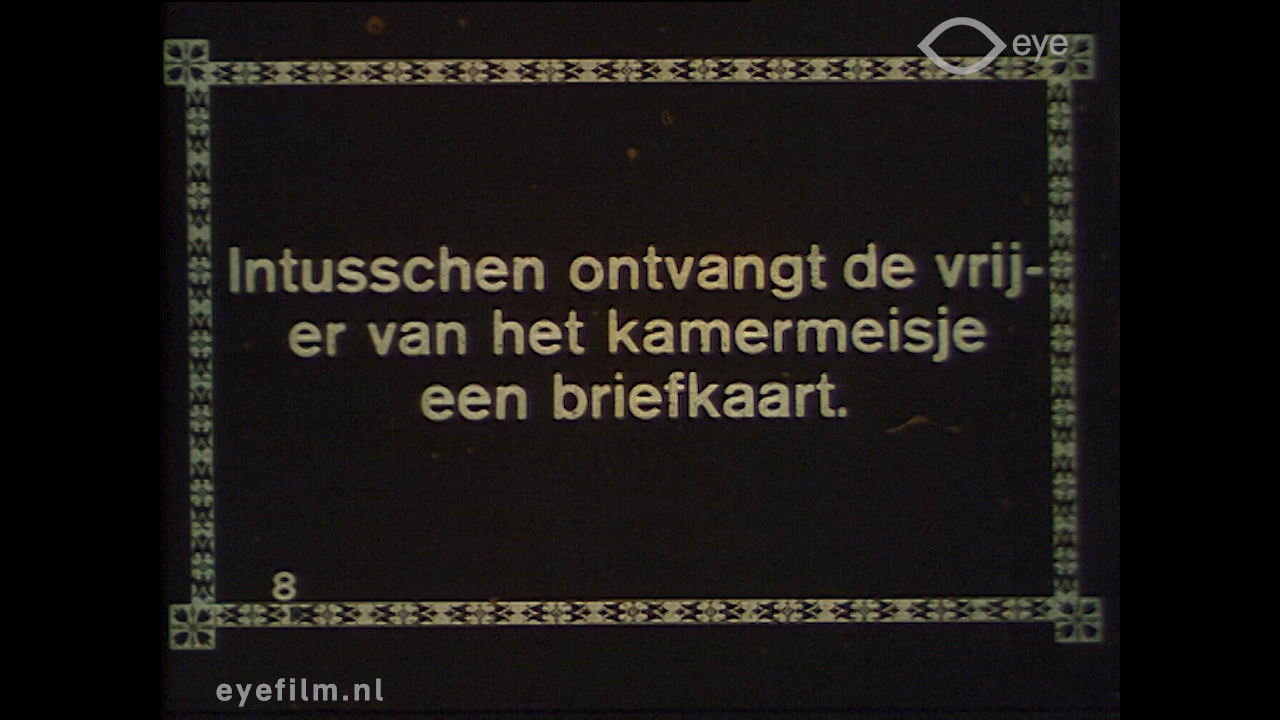 eye
Intusschen ontvangt de vrij-
er van het kamermeisje
een briefkaart.
8
eyefilm.nl